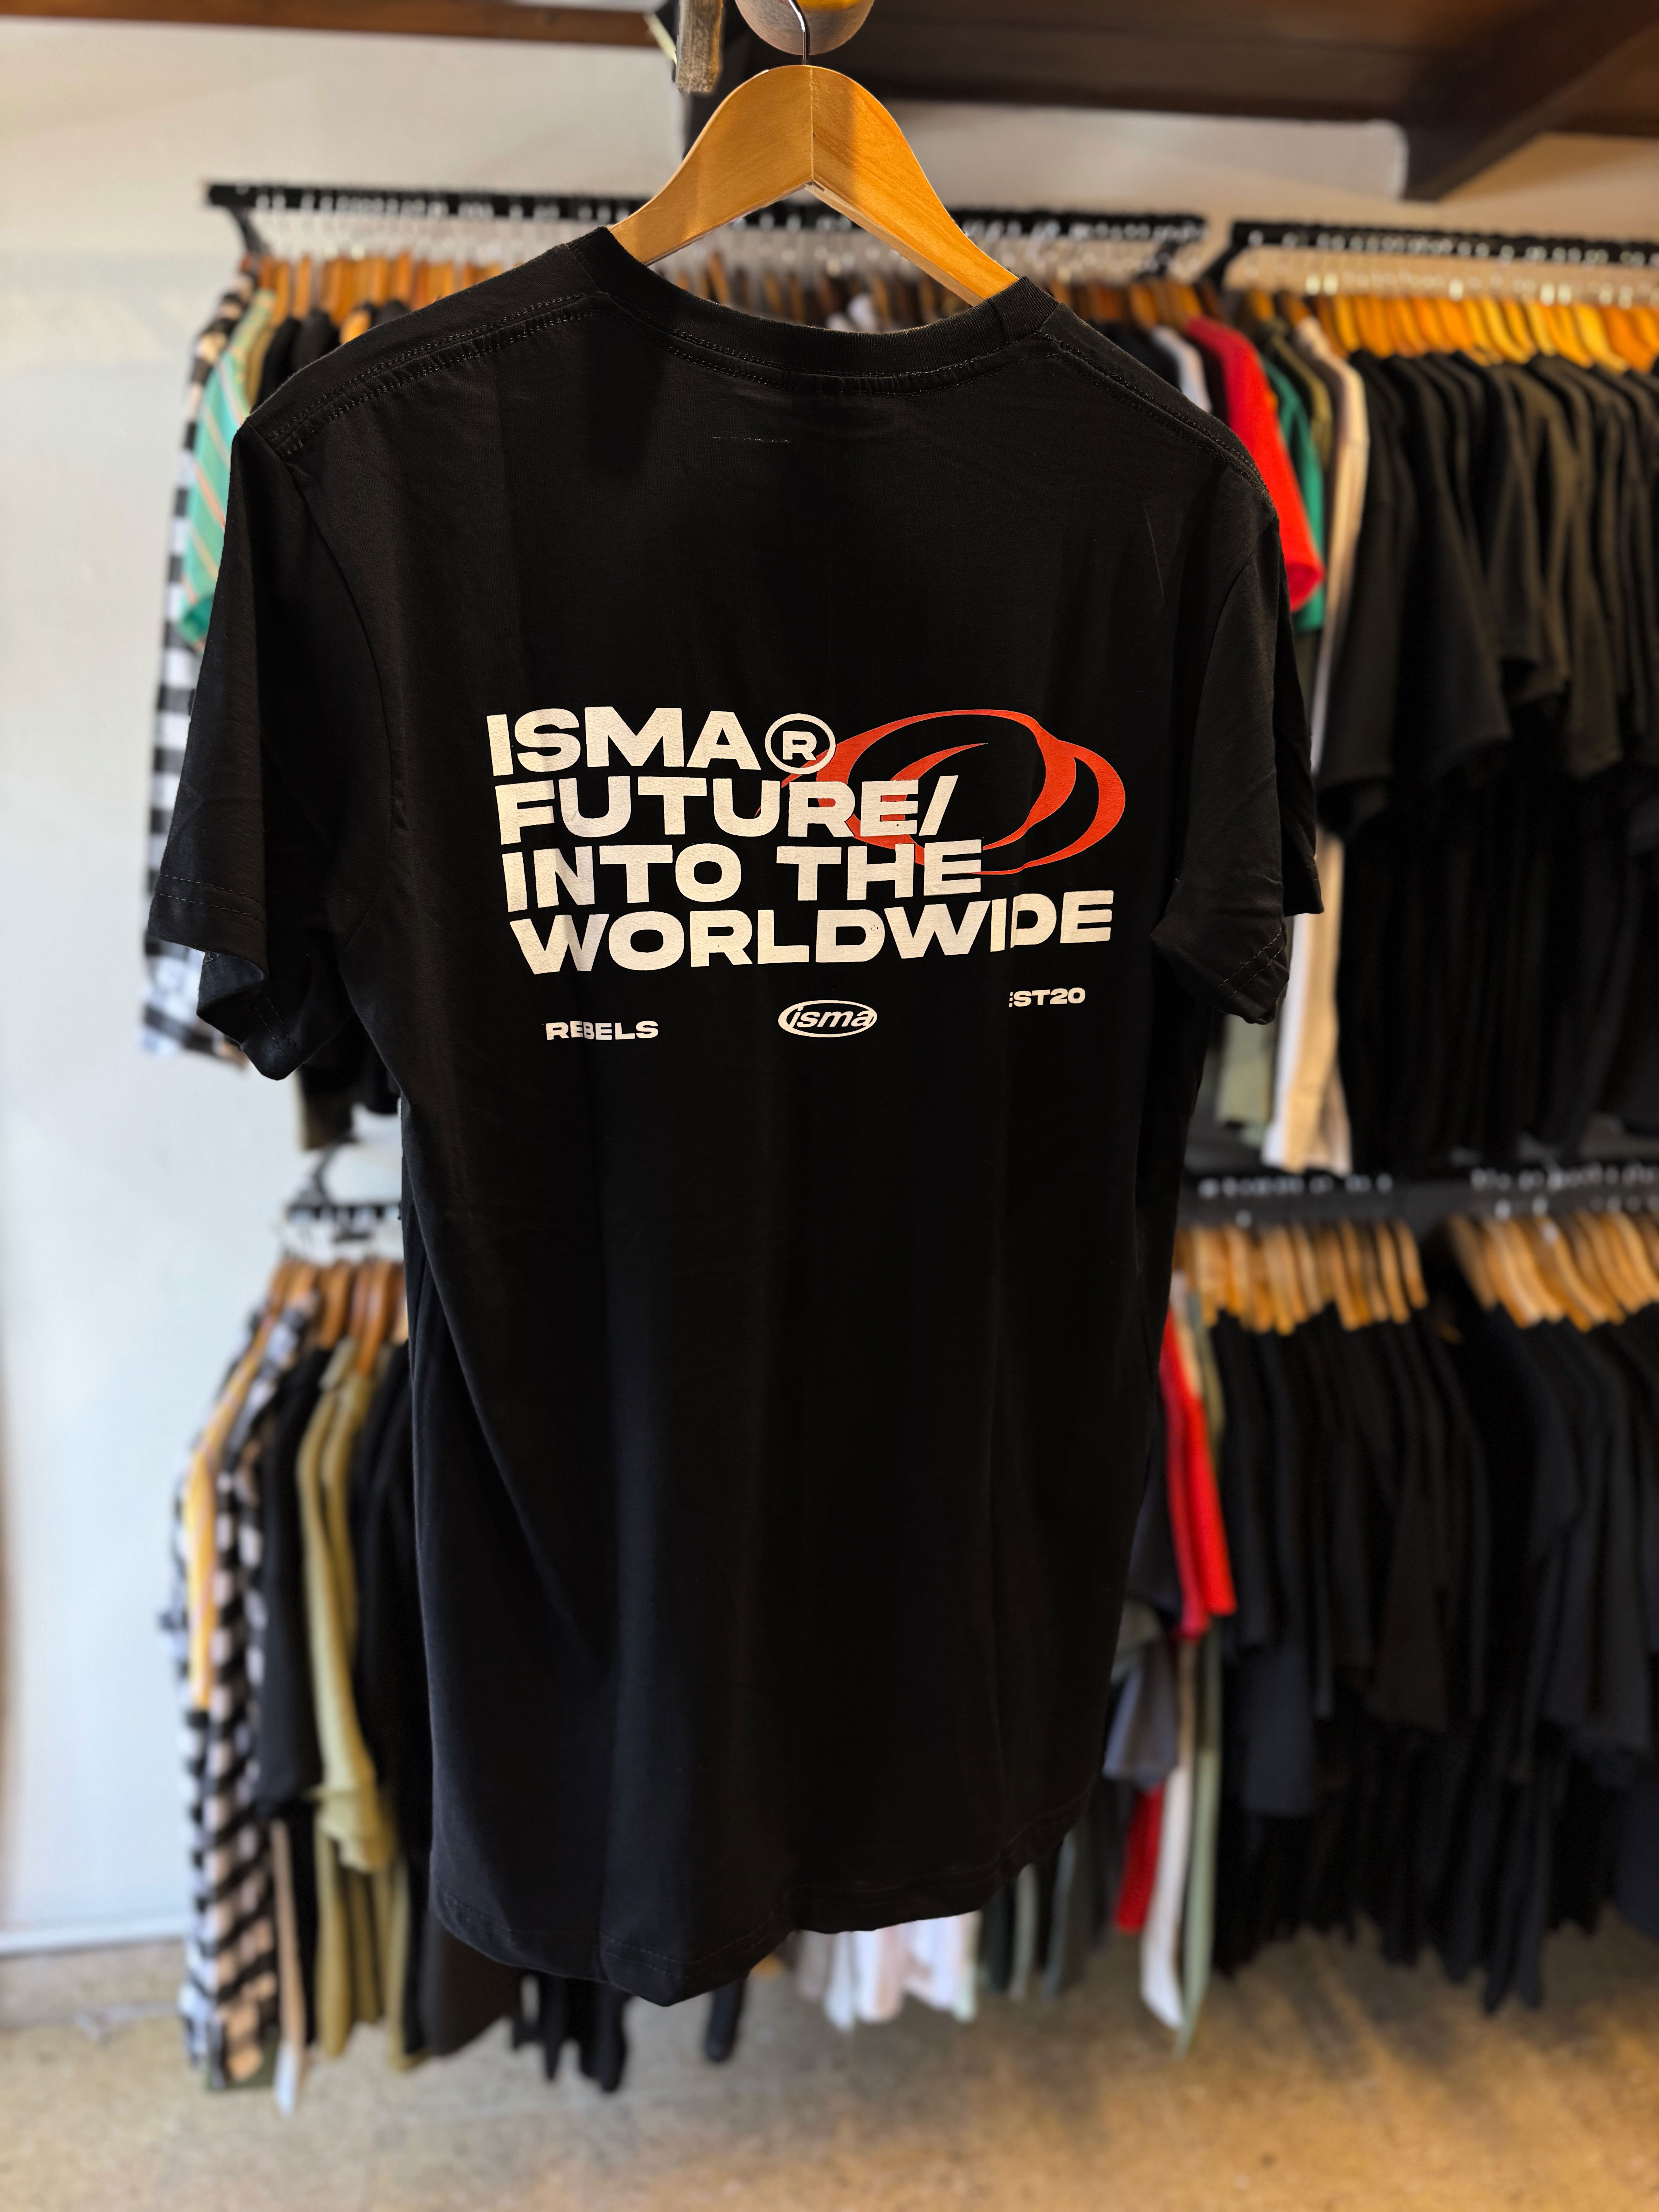 ISMA®
FUTURE/
INTO THE
WORLDWIDE
REBELS
isma
EST20